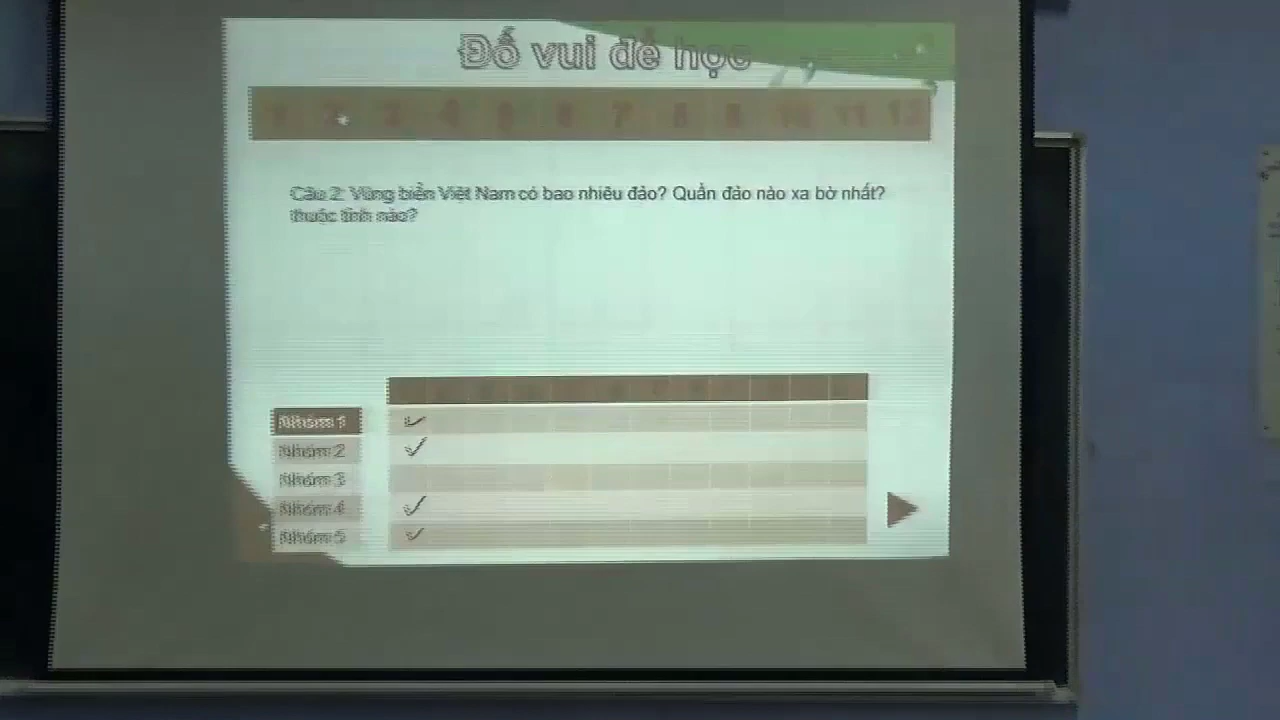 Đố vui để học
1 2 3 4 5 6 7 8 9 10 11 12
Câu 2: Vùng biển Việt Nam có bao nhiêu đảo? Quần đảo nào xa bờ nhất?
thuộc tỉnh nào?
Nhóm 1
Nhóm 2
Nhóm 3
Nhóm 4
Nhóm 5